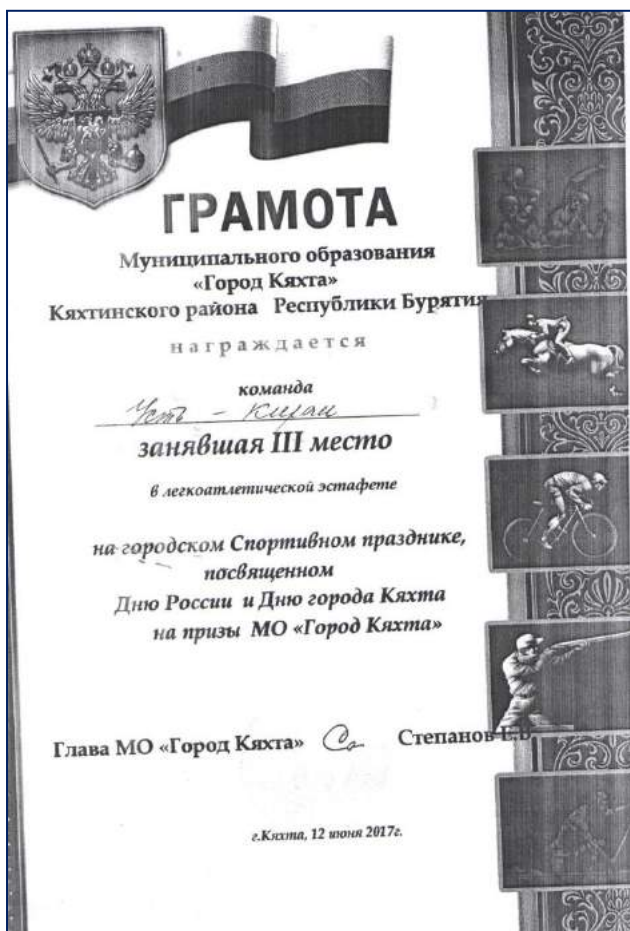 ГРАМОТА
Муниципального образования
«Город Кяхта»
Кяхтинского района Республики Бурятия
награждается
команда
Усть - Киран
занявшая III место
в легкоатлетической эстафете
на городском Спортивном празднике,
посвященном
Дню России и Дню города Кяхта
на призы МО «Город Кяхта»
Глава МО «Город Кяхта» Степанов Е.В
г.Кяхта, 12 июня 2017г.